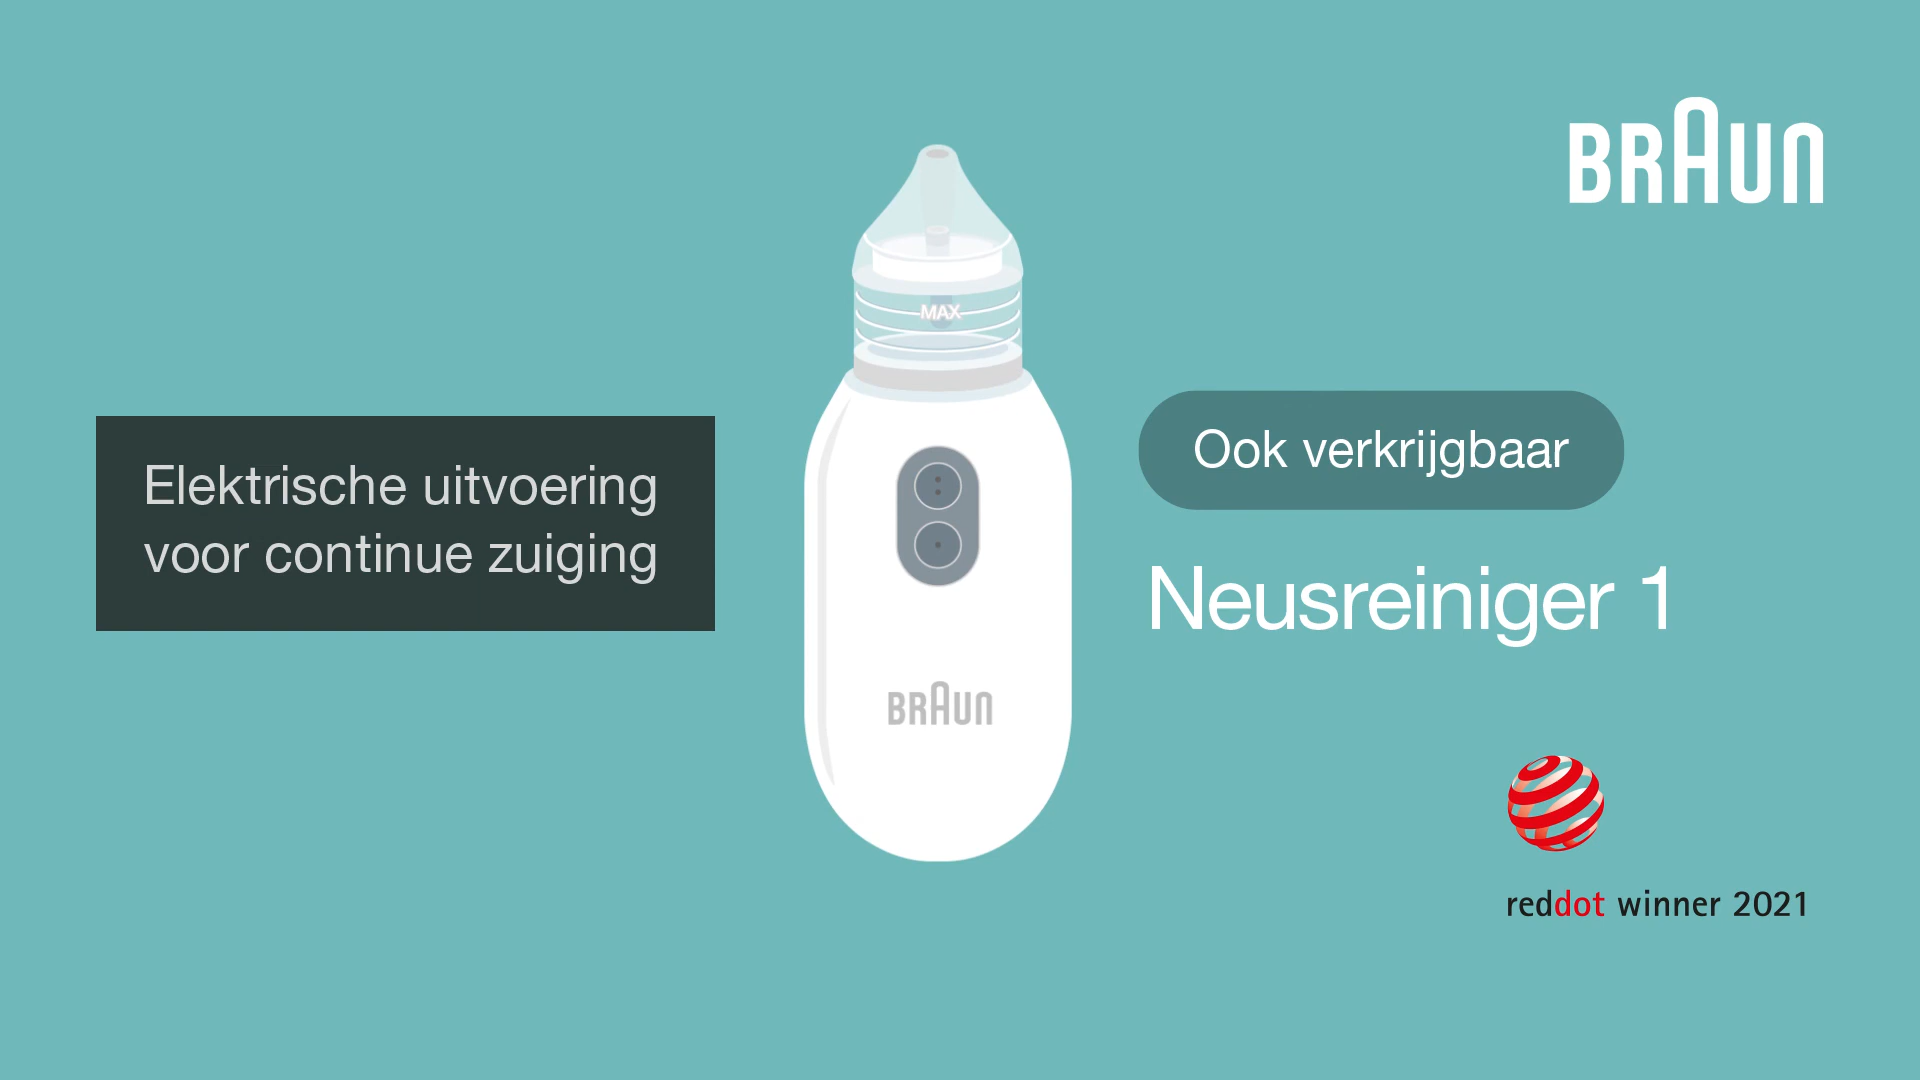 BRAUN
MAX
Elektrische uitvoering
voor continue zuiging
Ook verkrijgbaar
Neusreiniger 1
BRAUN
reddot winner 2021